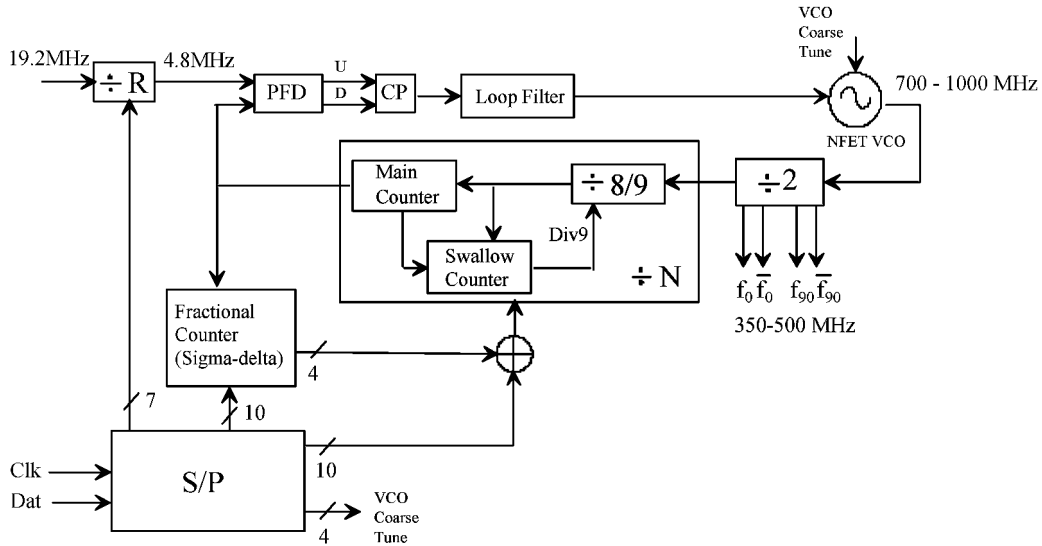 VCO
Coarse
Tune
19.2MHz
÷ R
4.8MHz
PFD
U
D
CP
Loop Filter
700 - 1000 MHz
NFET VCO
Main
Counter
÷ 8/9
÷2
Div9
Swallow
Counter
÷ N
f0 f̅0 f90 f̅90
350-500 MHz
Fractional
Counter
(Sigma-delta)
4
7
10
10
Clk
Dat
S/P
4
VCO
Coarse
Tune